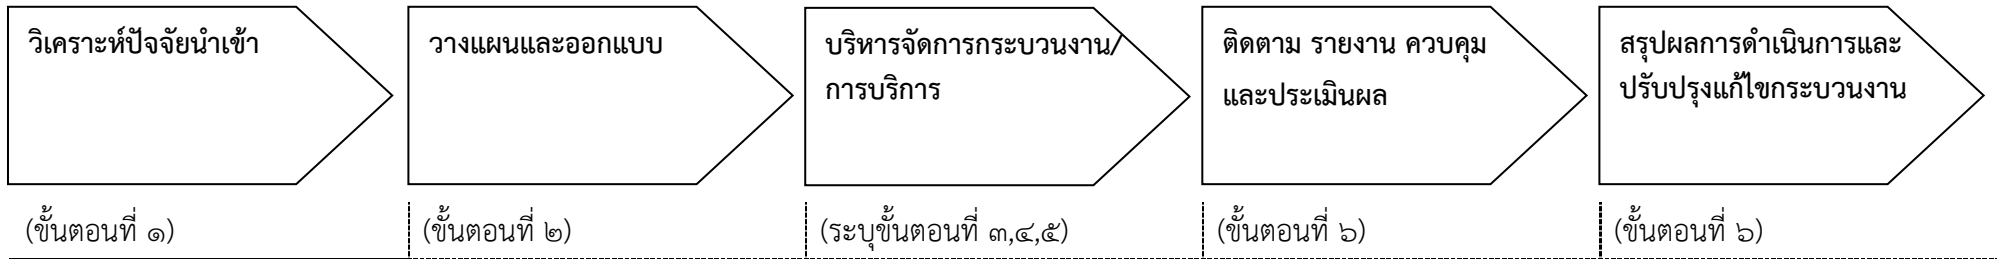 วิเคราะห์ปัจจัยนำเข้า
วางแผนและออกแบบ
บริหารจัดการกระบวนงาน/
การบริการ
ติดตาม รายงาน ควบคุม
และประเมินผล
สรุปผลการดำเนินการและ
ปรับปรุงแก้ไขกระบวนงาน
(ขั้นตอนที่ ๑)
(ขั้นตอนที่ ๒)
(ระบุขั้นตอนที่ ๓,๔,๕)
(ขั้นตอนที่ ๖)
(ขั้นตอนที่ ๖)